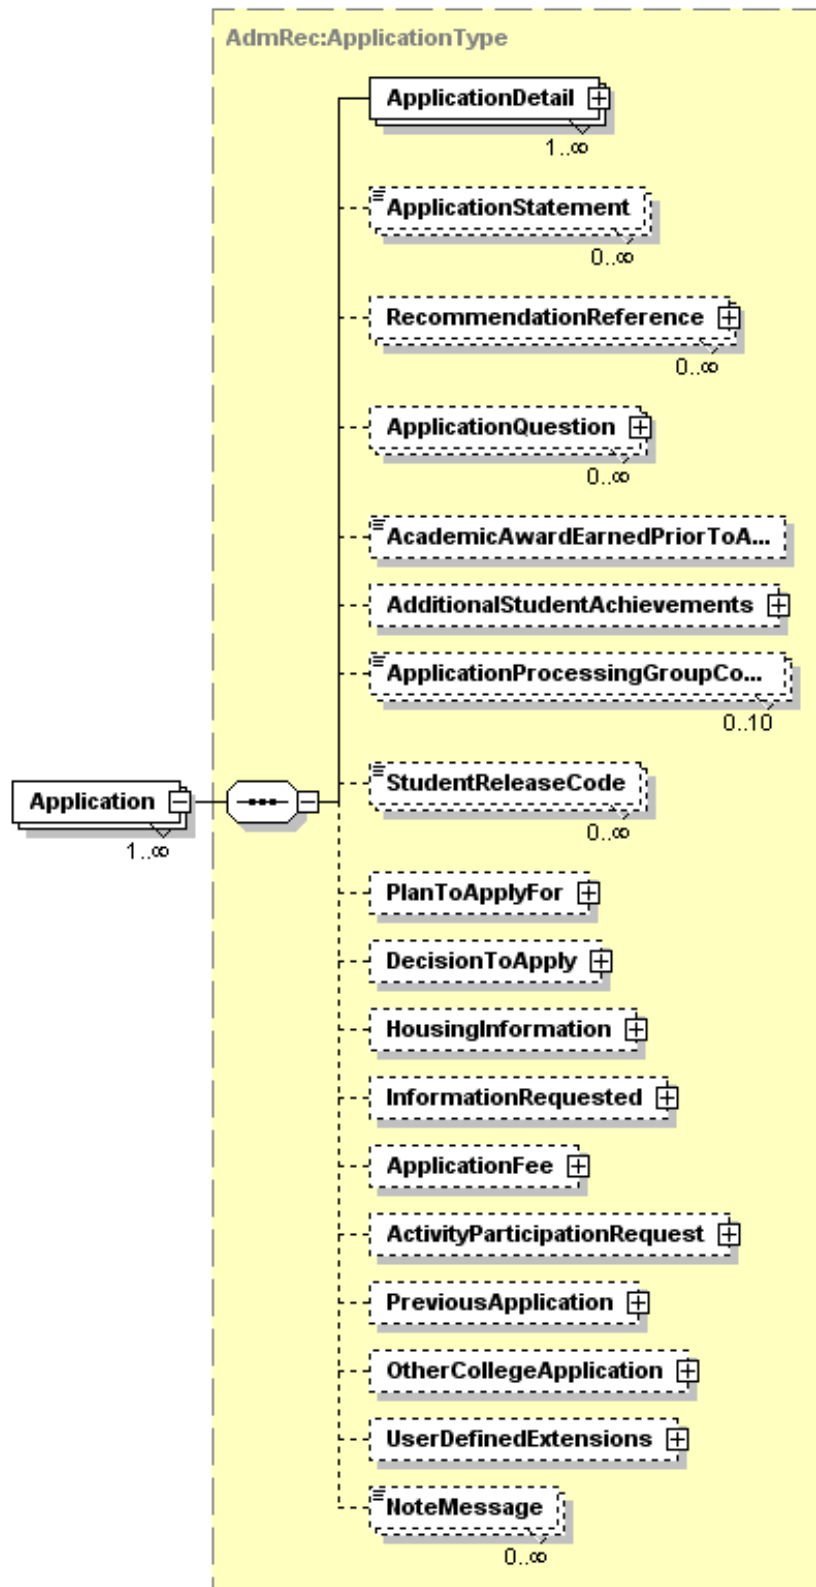 AdmRec:ApplicationType
ApplicationDetail
1..∞
ApplicationStatement
0..∞
RecommendationReference
0..∞
ApplicationQuestion
0..∞
AcademicAwardEarnedPriorToA...
AdditionalStudentAchievements
ApplicationProcessingGroupCo...
0..10
StudentReleaseCode
0..∞
Application
1..∞
PlanToApplyFor
DecisionToApply
HousingInformation
InformationRequested
ApplicationFee
ActivityParticipationRequest
PreviousApplication
OtherCollegeApplication
UserDefinedExtensions
NoteMessage
0..∞